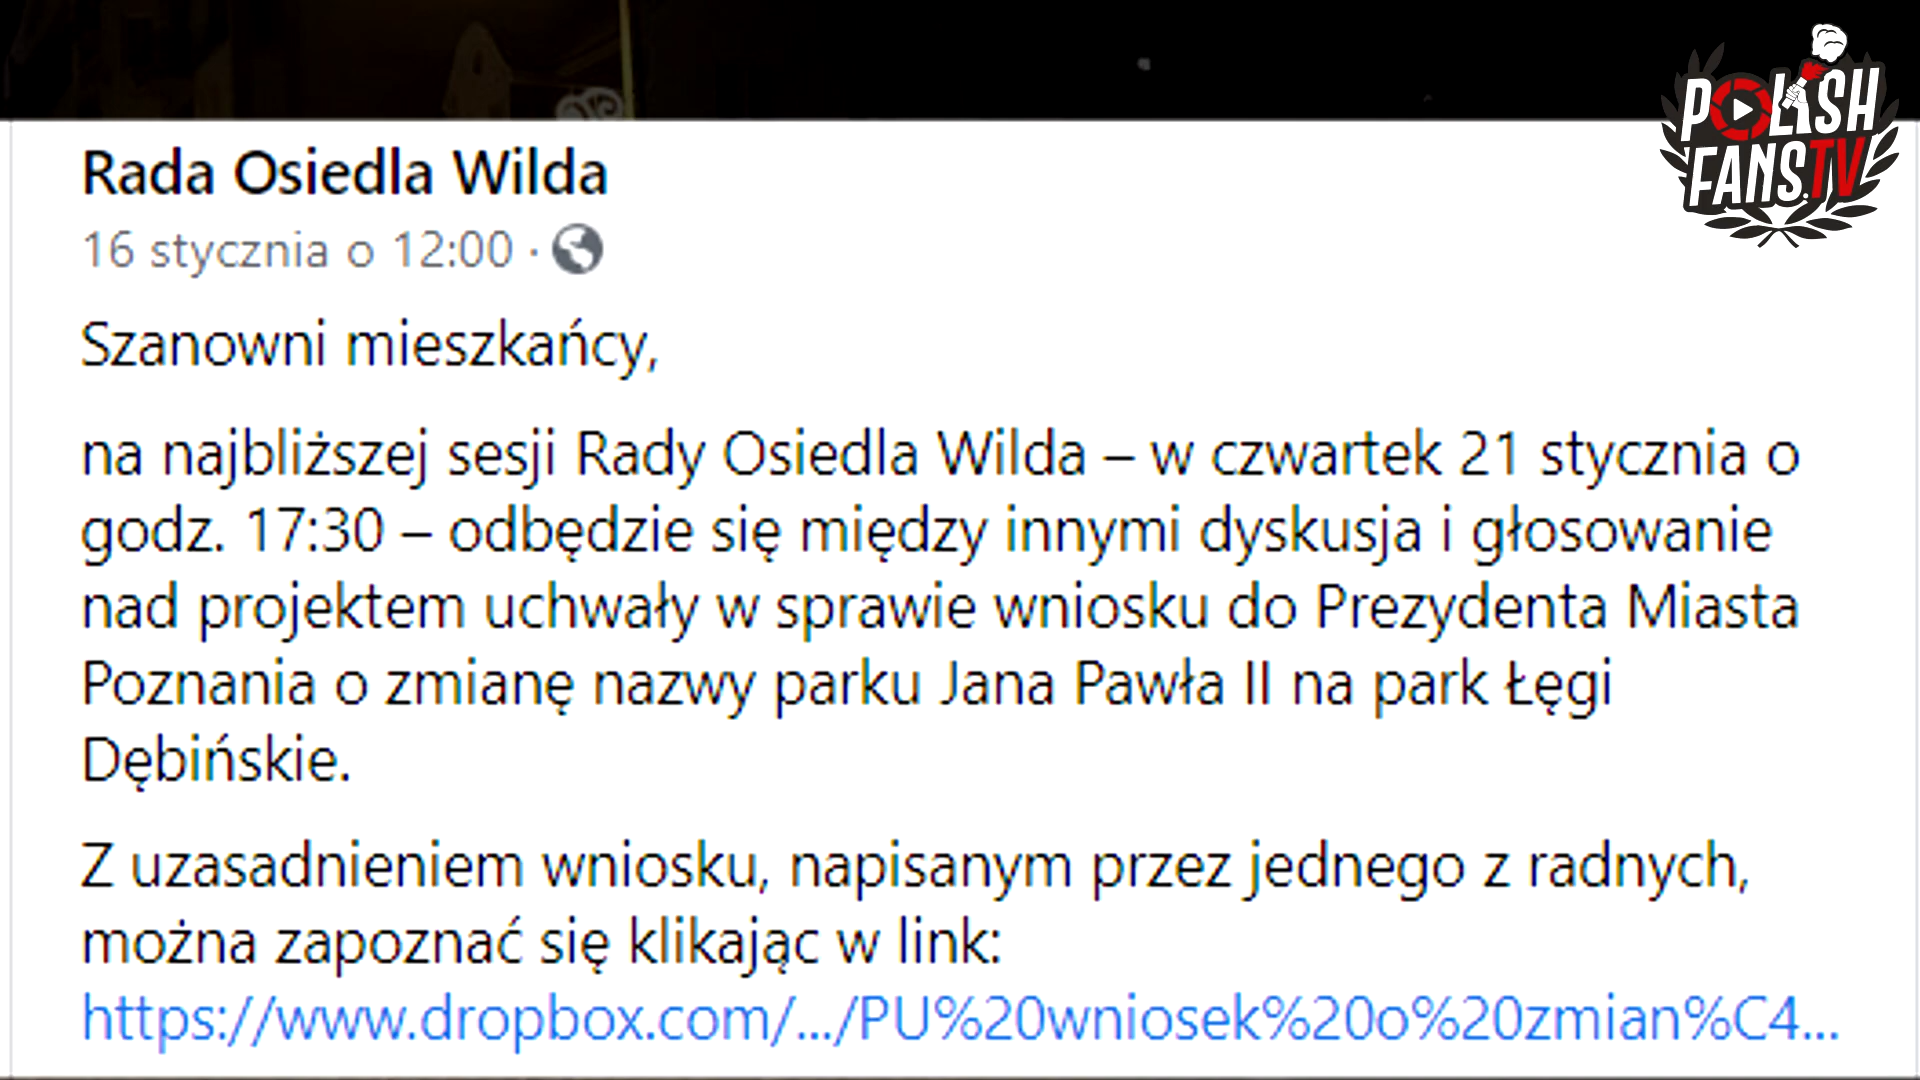 POLISH
FANS.TV
Rada Osiedla Wilda
16 stycznia o 12:00 ·
Szanowni mieszkańcy,
na najbliższej sesji Rady Osiedla Wilda – w czwartek 21 stycznia o
godz. 17:30 – odbędzie się między innymi dyskusja i głosowanie
nad projektem uchwały w sprawie wniosku do Prezydenta Miasta
Poznania o zmianę nazwy parku Jana Pawła II na park Łęgi
Dębińskie.
Z uzasadnieniem wniosku, napisanym przez jednego z radnych,
można zapoznać się klikając w link:
https://www.dropbox.com/.../PU%20wniosek%20o%20zmian%C4...